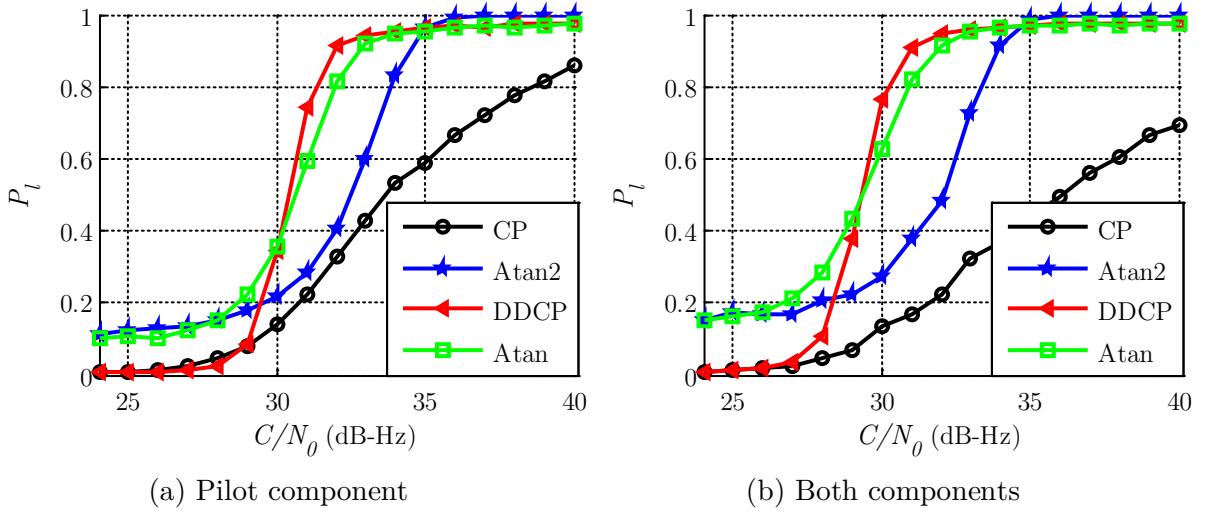 1
0.8
0.6
0.4
0.2
0
P_l
25 30 35 40
C/N_0 (dB-Hz)
CP
Atan2
DDCP
Atan
(a) Pilot component
1
0.8
0.6
0.4
0.2
0
P_l
25 30 35 40
C/N_0 (dB-Hz)
CP
Atan2
DDCP
Atan
(b) Both components